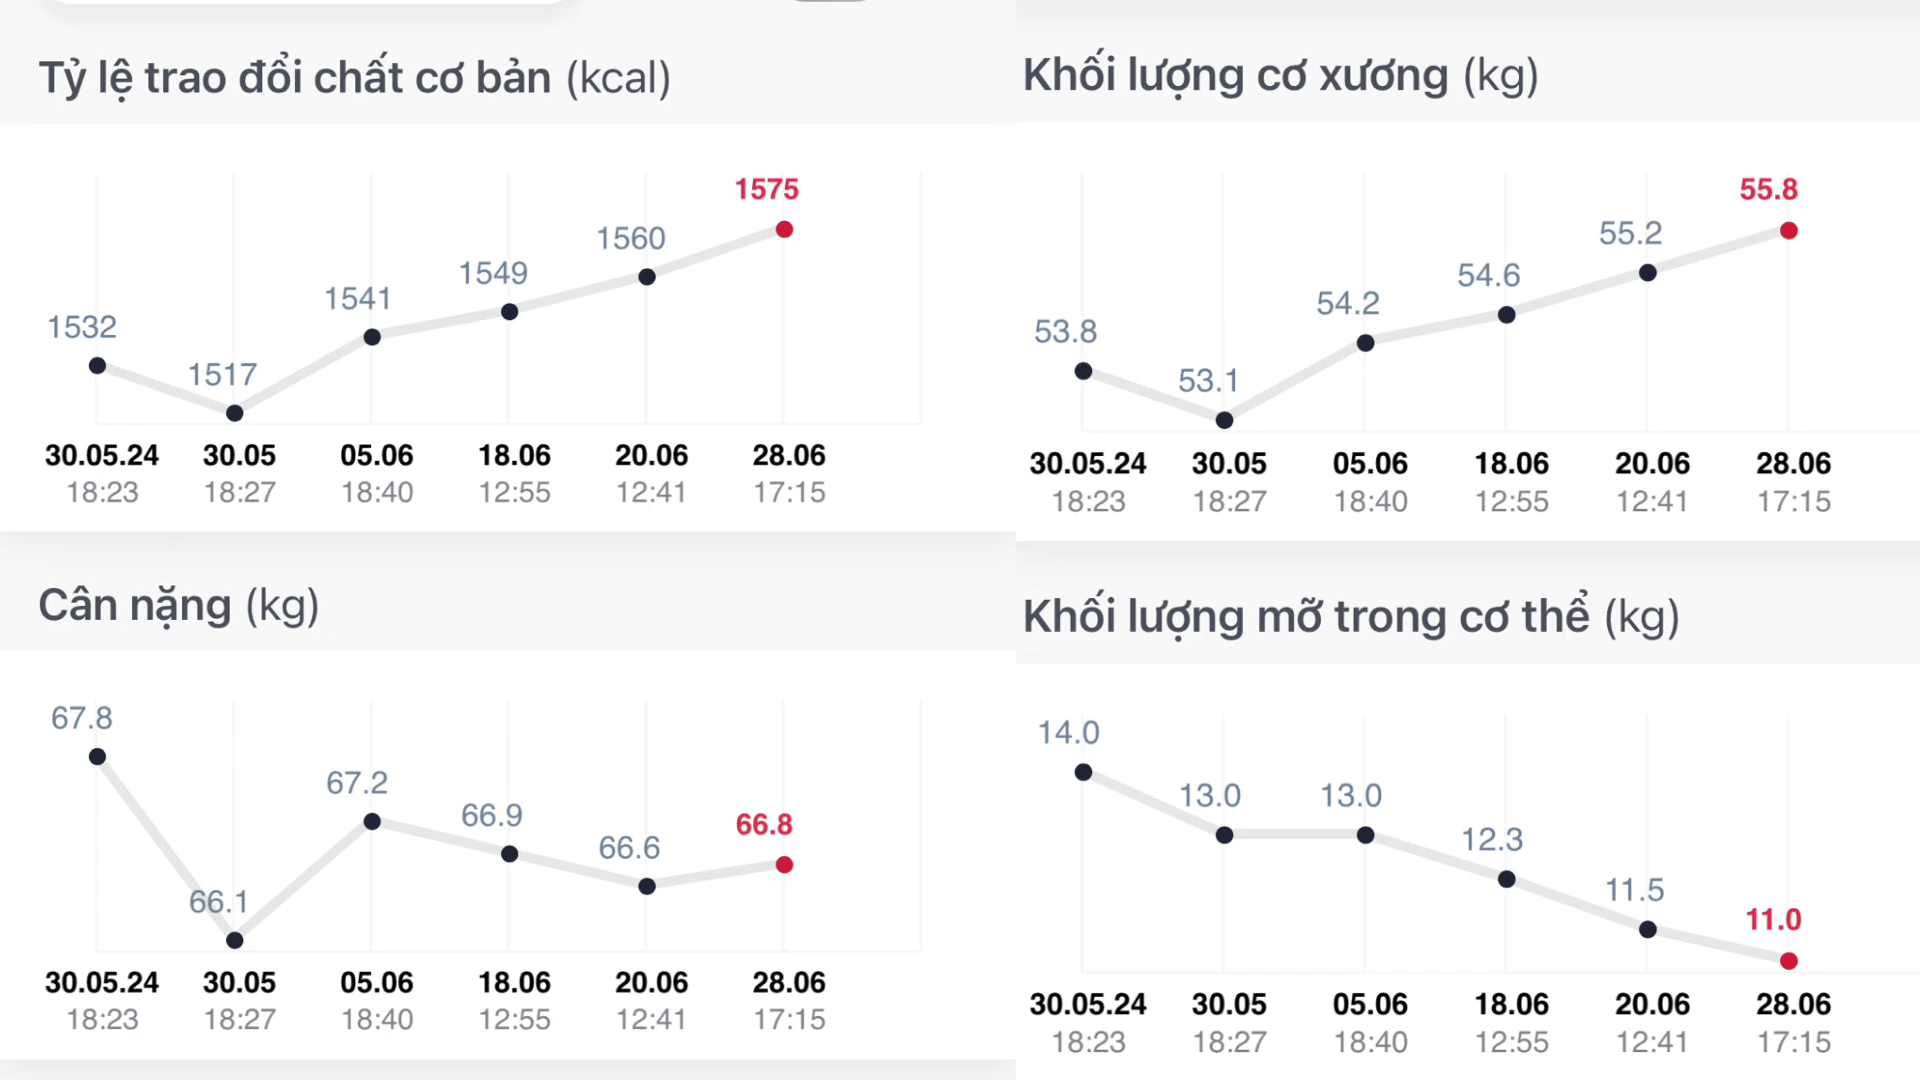 Tỷ lệ trao đổi chất cơ bản (kcal)
1532
1517
1541
1549
1560
1575
30.05.24 30.05 05.06 18.06 20.06 28.06
18:23 18:27 18:40 12:55 12:41 17:15
Khối lượng cơ xương (kg)
53.8
53.1
54.2
54.6
55.2
55.8
30.05.24 30.05 05.06 18.06 20.06 28.06
18:23 18:27 18:40 12:55 12:41 17:15
Cân nặng (kg)
67.8
66.1
67.2
66.9
66.6
66.8
30.05.24 30.05 05.06 18.06 20.06 28.06
18:23 18:27 18:40 12:55 12:41 17:15
Khối lượng mỡ trong cơ thể (kg)
14.0
13.0
13.0
12.3
11.5
11.0
30.05.24 30.05 05.06 18.06 20.06 28.06
18:23 18:27 18:40 12:55 12:41 17:15